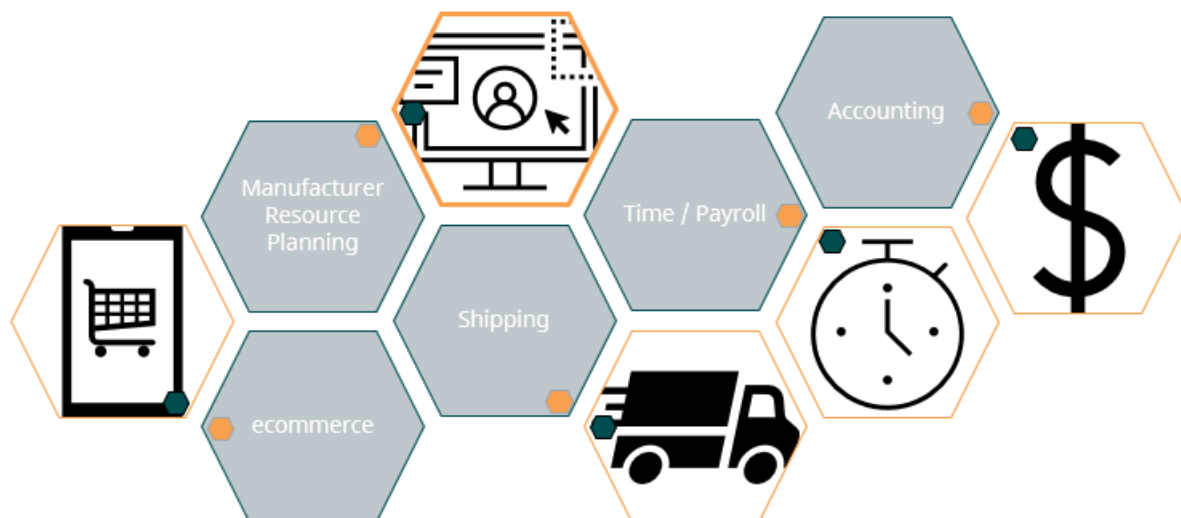 Manufacturer
Resource
Planning
ecommerce
Shipping
Time / Payroll
Accounting